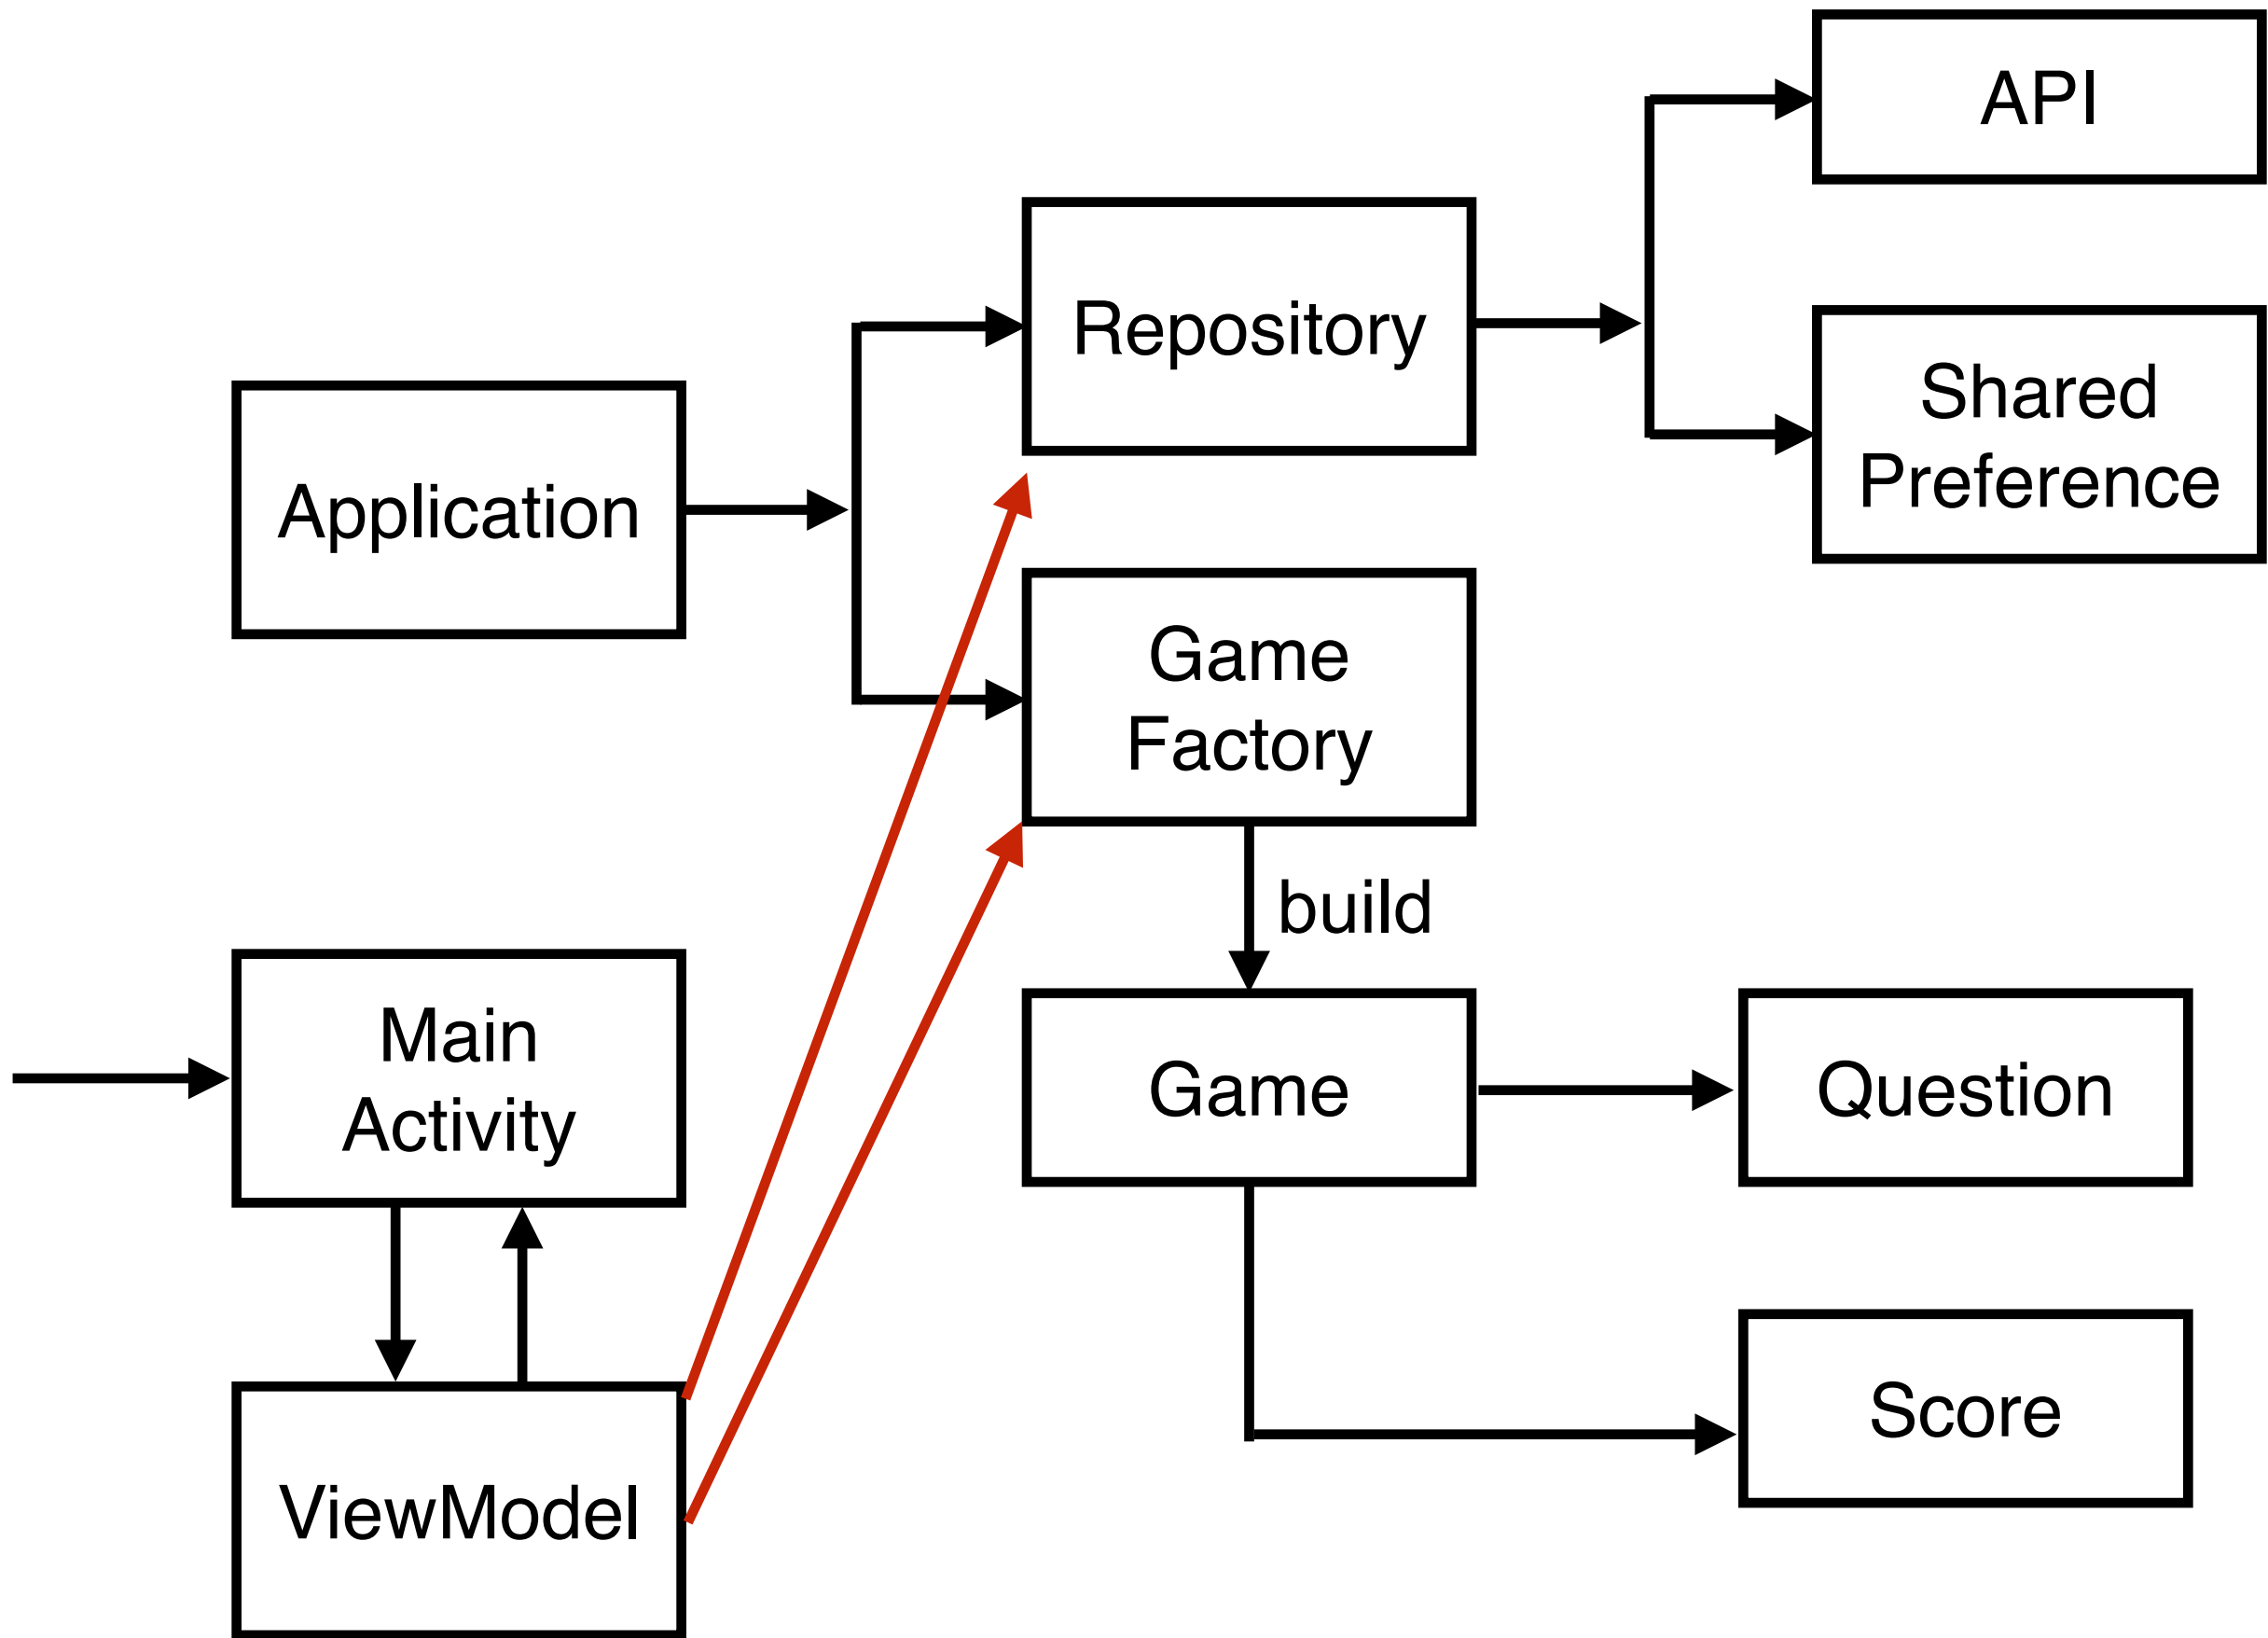 API
Repository
Shared
Preference
Application
Game
Factory
build
Main
Activity
Game
Question
Score
ViewModel